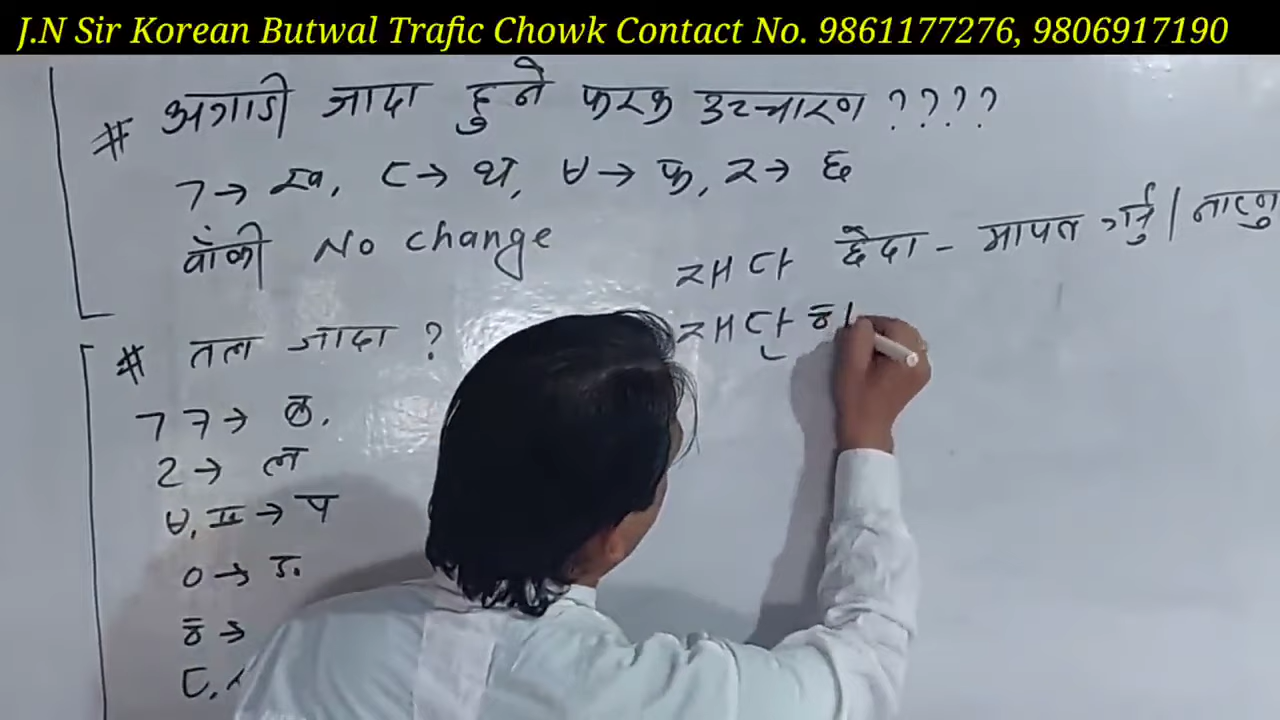 J.N Sir Korean Butwal Trafic Chowk Contact No. 9861177276, 9806917190
# अगाडी जादा हुने फरक उच्चारण ????
ㄱ→ ख, ㄷ→ थ, ㅂ→ फ, ㅈ→ छ
बाँकी No change
재다 छेदा - मापत गर्नु/नाप्नु
# तल जादा ?
재단하
ㄱ ㅋ→ क.
ㄹ→ ल
ㅂ, ㅍ→ प
ㅇ→ ङ.
ㅎ→
ㄷ,